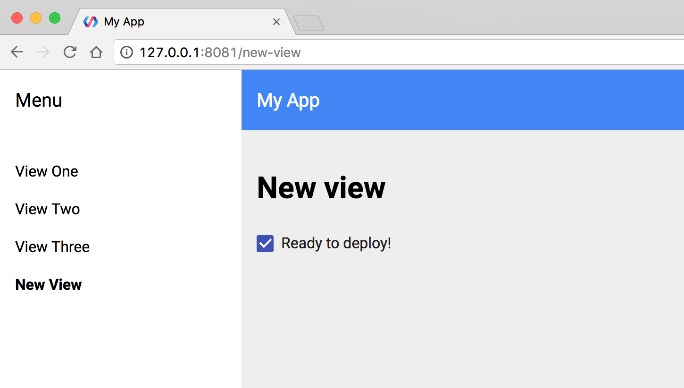 My App
127.0.0.1:8081/new-view
Menu
My App
View One
View Two
View Three
New View
New view
Ready to deploy!